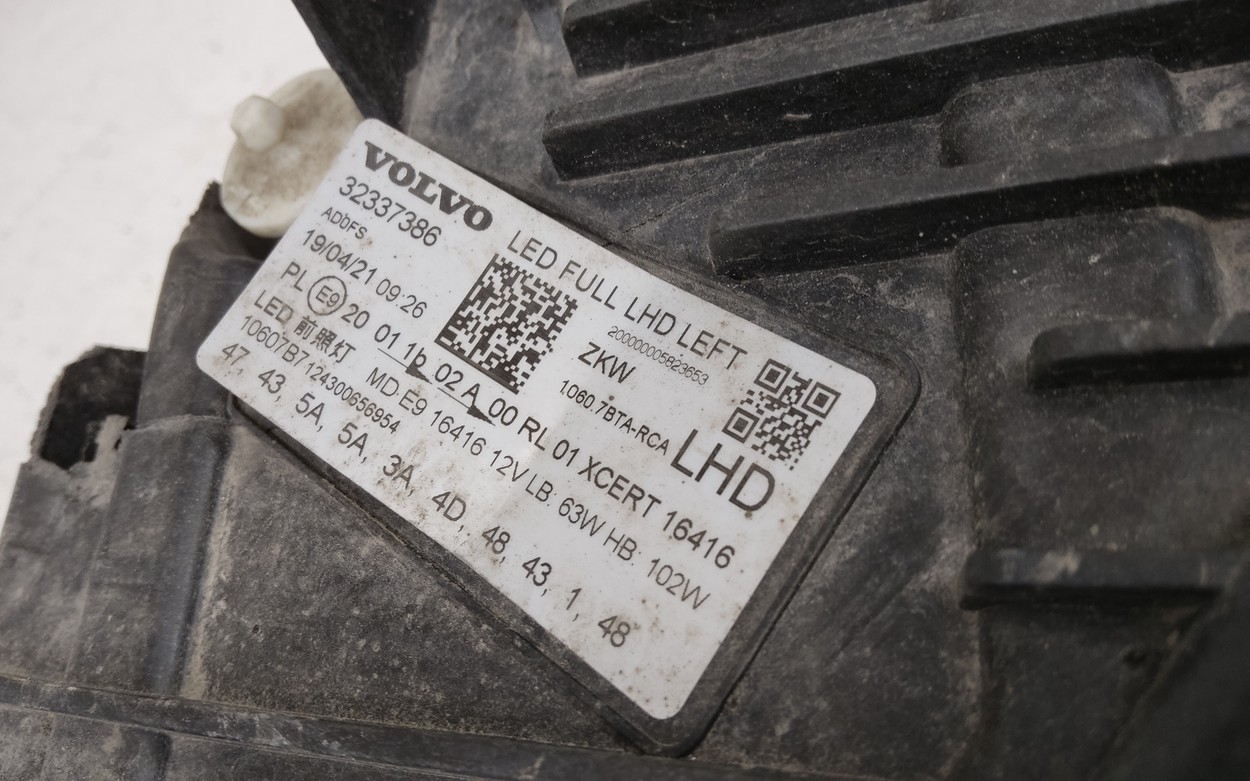 VOLVO
32337386
LED FULL LHD LEFT
ADDFS
19/04/21 09:26
200000005823653
ZKW
1060.7BTA-RCA
LHD
PL E9 20 01 1b 02 A 00 RL 01 XCERT 16416
LED 前照灯 MD E9 16416 12V LB: 63W HB: 102W
10607B7124300656954
47, 43, 5A, 5A, 3A, 4D, 48, 43, 1, 48